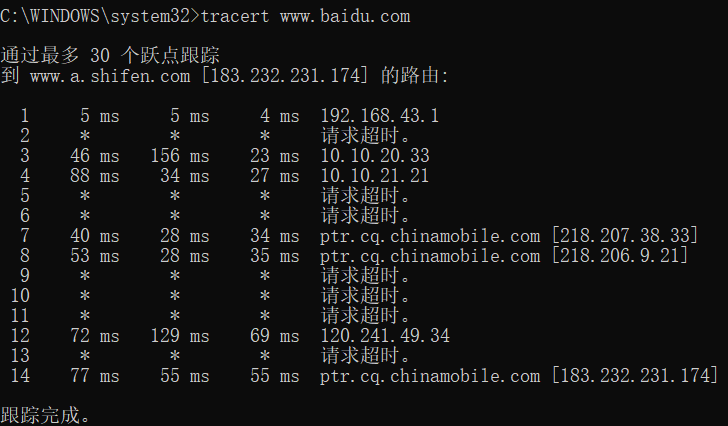 C:\WINDOWS\system32>tracert www.baidu.com
通过最多 30 个跃点跟踪
到 www.a.shifen.com [183.232.231.174] 的路由:
1 5 ms 5 ms 4 ms 192.168.43.1
2 * * * 请求超时。
3 46 ms 156 ms 23 ms 10.10.20.33
4 88 ms 34 ms 27 ms 10.10.21.21
5 * * * 请求超时。
6 * * * 请求超时。
7 40 ms 28 ms 34 ms ptr.cq.chinamobile.com [218.207.38.33]
8 53 ms 28 ms 35 ms ptr.cq.chinamobile.com [218.206.9.21]
9 * * * 请求超时。
10 * * * 请求超时。
11 * * * 请求超时。
12 72 ms 129 ms 69 ms 120.241.49.34
13 * * * 请求超时。
14 77 ms 55 ms 55 ms ptr.cq.chinamobile.com [183.232.231.174]
跟踪完成。